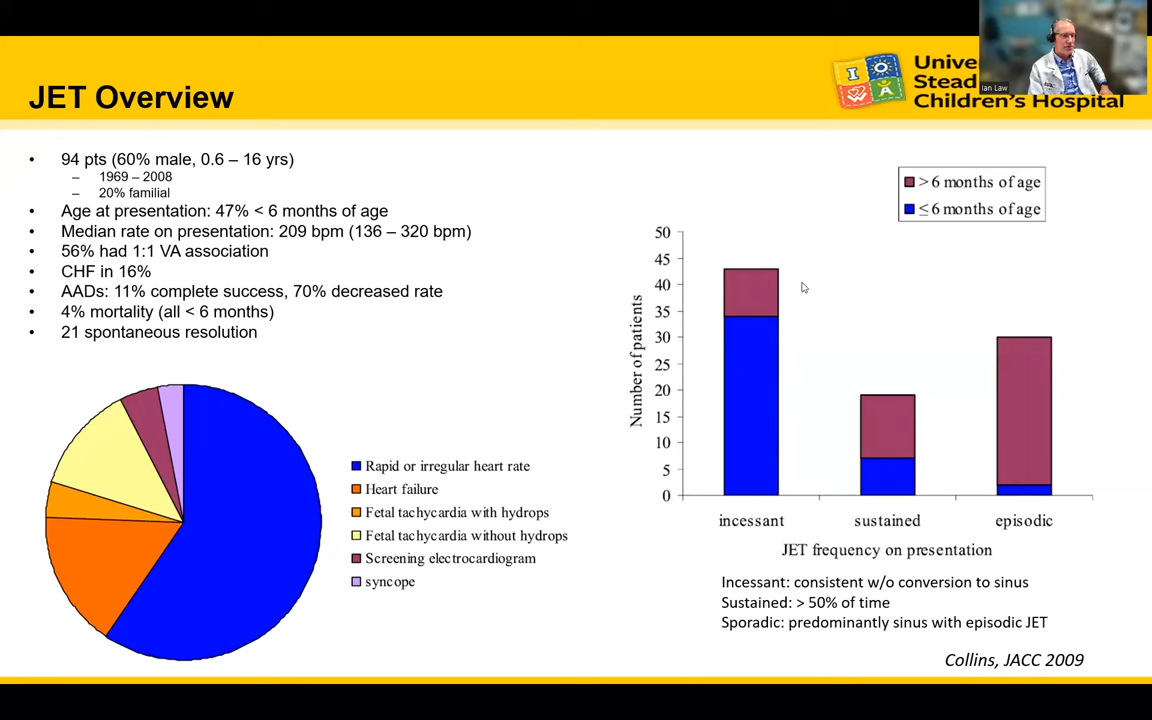 Ian Law
JET Overview
Unive
Stead
Children's Hospital
I O
W A
• 94 pts (60% male, 0.6 – 16 yrs)
– 1969 – 2008
– 20% familial
• Age at presentation: 47% < 6 months of age
• Median rate on presentation: 209 bpm (136 – 320 bpm)
• 56% had 1:1 VA association
• CHF in 16%
• AADs: 11% complete success, 70% decreased rate
• 4% mortality (all < 6 months)
• 21 spontaneous resolution
Rapid or irregular heart rate
Heart failure
Fetal tachycardia with hydrops
Fetal tachycardia without hydrops
Screening electrocardiogram
syncope
> 6 months of age
≤ 6 months of age
Number of patients
50
45
40
35
30
25
20
15
10
5
0
incessant sustained episodic
JET frequency on presentation
Incessant: consistent w/o conversion to sinus
Sustained: > 50% of time
Sporadic: predominantly sinus with episodic JET
Collins, JACC 2009